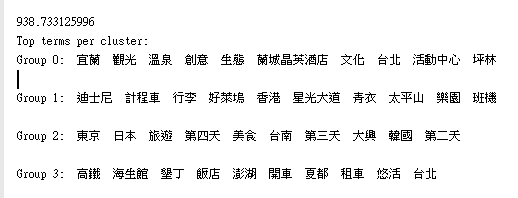 938.733125996
Top terms per cluster:
Group 0: 宜蘭 觀光 溫泉 創意 生態 蘭城晶英酒店 文化 台北 活動中心 坪林
Group 1: 迪士尼 計程車 行李 好萊塢 香港 星光大道 青衣 太平山 樂園 班機
Group 2: 東京 日本 旅遊 第四天 美食 台南 第三天 大興 韓國 第二天
Group 3: 高鐵 海生館 墾丁 飯店 澎湖 開車 夏都 租車 悠活 台北